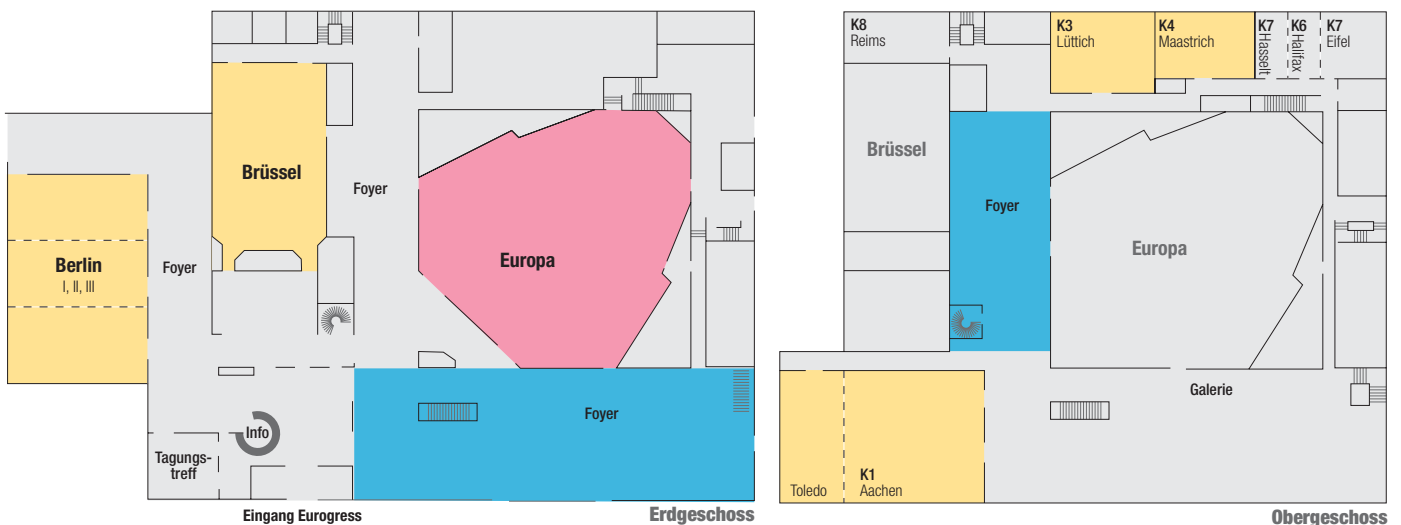 Brüssel
Foyer
Berlin
I, II, III
Foyer
Europa
Info
Foyer
Tagungs-
treff
Eingang Eurogress
Erdgeschoss
K8
Reims
K3
Lüttich
K4
Maastrich
K7
Hasselt
K6
Halifax
K7
Eifel
Brüssel
Foyer
Europa
Galerie
Toledo
K1
Aachen
Obergeschoss